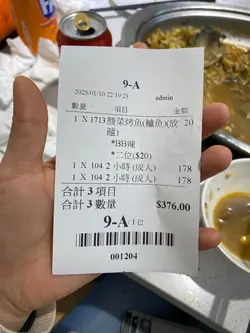 9-A
2025/01/10 22:19:21 admin
數量 項目 金額
1 X 1713 酸菜烤魚(鱸魚)(放題) 20
*BB辣
*二位($20)
1 X 104 2 小時 (成人) 178
1 X 104 2 小時 (成人) 178
合計 3 項目
合計 3 數量 $376.00
9-A /1位
001204